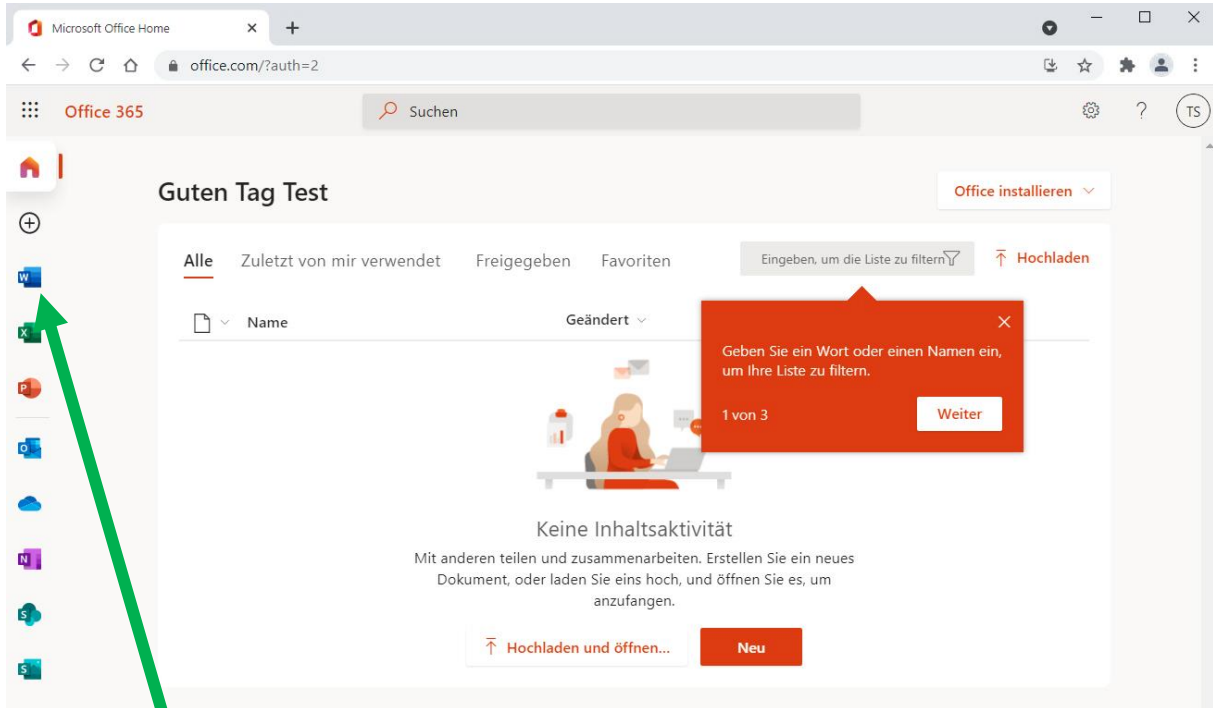 Microsoft Office Home
office.com/?auth=2
Office 365
Suchen
TS
Guten Tag Test
Office installieren
Alle Zuletzt von mir verwendet Freigegeben Favoriten Eingeben, um die Liste zu filtern Hochladen
Name Geändert
Geben Sie ein Wort oder einen Namen ein,
um Ihre Liste zu filtern.
1 von 3 Weiter
Keine Inhaltsaktivität
Mit anderen teilen und zusammenarbeiten. Erstellen Sie ein neues
Dokument, oder laden Sie eins hoch, und öffnen Sie es, um
anzufangen.
Hochladen und öffnen... Neu